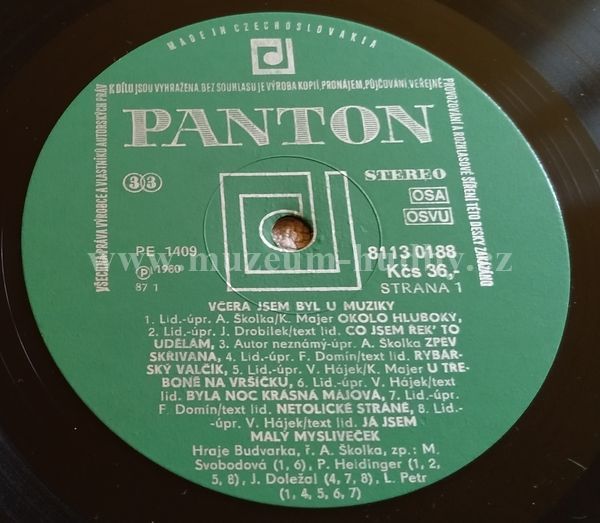 MADE IN CZECHOSLOVAKIA
VŠECHNA PRÁVA VÝROBCE A VLASTNÍKŮ AUTORSKÝCH PRÁV K DÍLU JSOU VYHRAŽENA. BEZ SOUHLASU JE VÝROBA KOPIÍ, PRONÁJEM, PŮJČOVÁNÍ, VEŘEJNÉ PROVOZOVÁNÍ A ROZHLASOVÉ ŠÍŘENÍ TÉTO DESKY ZAKÁZÁNO
PANTON
33 STEREO
OSA
OSVU
PE 1409 8113 0188
Ⓟ 1980 Kčs 36,-
87 1 STRANA 1
www.muzeum-hudby.cz
VČERA JSEM BYL U MUZIKY
1. Lid.-úpr. A. Školka/K. Majer OKOLO HLUBOKY,
2. Lid.-úpr. J. Drobílek/text lid. CO JSEM ŘEK' TO
UDĚLÁM, 3. Autor neznámý-úpr. A. Školka ZPĚV
SKŘIVANA, 4. Lid.-úpr. F. Domín/text lid. RYBÁŘ-
SKÝ VALČÍK, 5. Lid.-úpr. V. Hájek/K. Majer U TŘE-
BONĚ NA VRŠÍČKU, 6. Lid.-úpr. V. Hájek/text
lid. BYLA NOC KRÁSNÁ MÁJOVÁ, 7. Lid.-úpr.
F. Domín/text lid. NETOLICKÉ STRÁNĚ, 8. Lid.-
úpr. V. Hájek/text lid. JÁ JSEM
MALÝ MYSLIVEČEK
Hraje Budvarka, ř. A. Školka, zp.: M.
Svobodová (1, 6), P. Heidinger (1, 2,
5, 8), J. Doležal (4, 7, 8), L. Petr
(1, 4, 5, 6, 7)